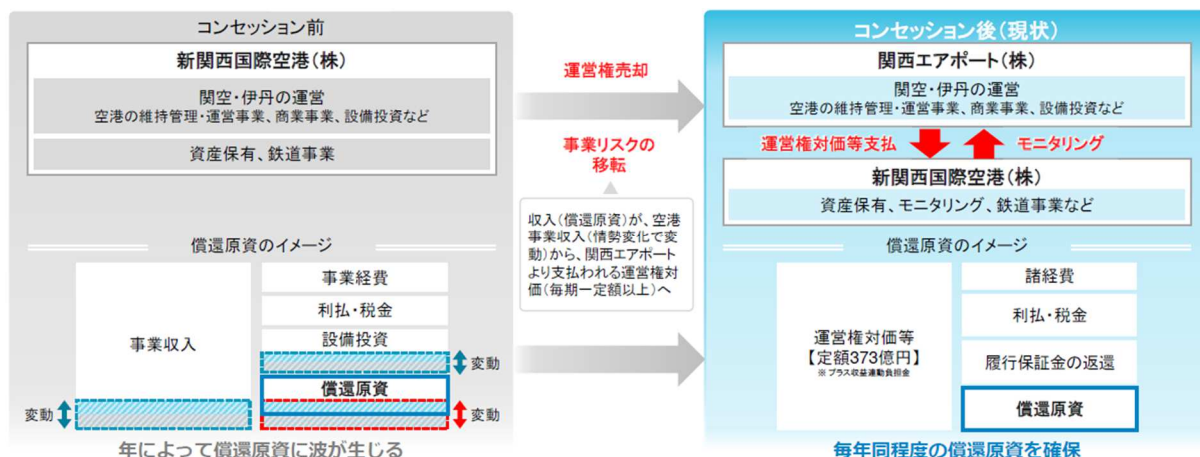 コンセッション前
新関西国際空港(株)
関空・伊丹の運営
空港の維持管理・運営事業、商業事業、設備投資など
資産保有、鉄道事業
償還原資のイメージ
事業収入
変動
事業経費
利払・税金
設備投資
変動
償還原資
変動
年によって償還原資に波が生じる
運営権売却
事業リスクの
移転
収入(償還原資)が、空港
事業収入(情勢変化で変
動)から、関西エアポート
より支払われる運営権対
価(毎期一定額以上)へ
コンセッション後(現状)
関西エアポート(株)
関空・伊丹の運営
空港の維持管理・運営事業、商業事業、設備投資など
運営権対価等支払
モニタリング
新関西国際空港(株)
資産保有、モニタリング、鉄道事業など
償還原資のイメージ
運営権対価等
【定額373億円】
※ プラス収益連動負担金
諸経費
利払・税金
履行保証金の返還
償還原資
毎年同程度の償還原資を確保